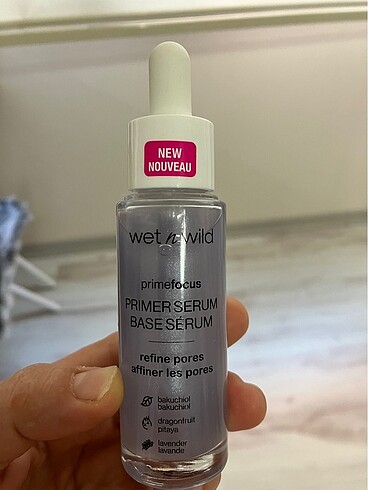 NEW
NOUVEAU
wet n wild
primefocus
PRIMER SERUM
BASE SÉRUM
refine pores
affiner les pores
bakuchiol
bakuchiol
dragonfruit
pitaya
lavender
lavande